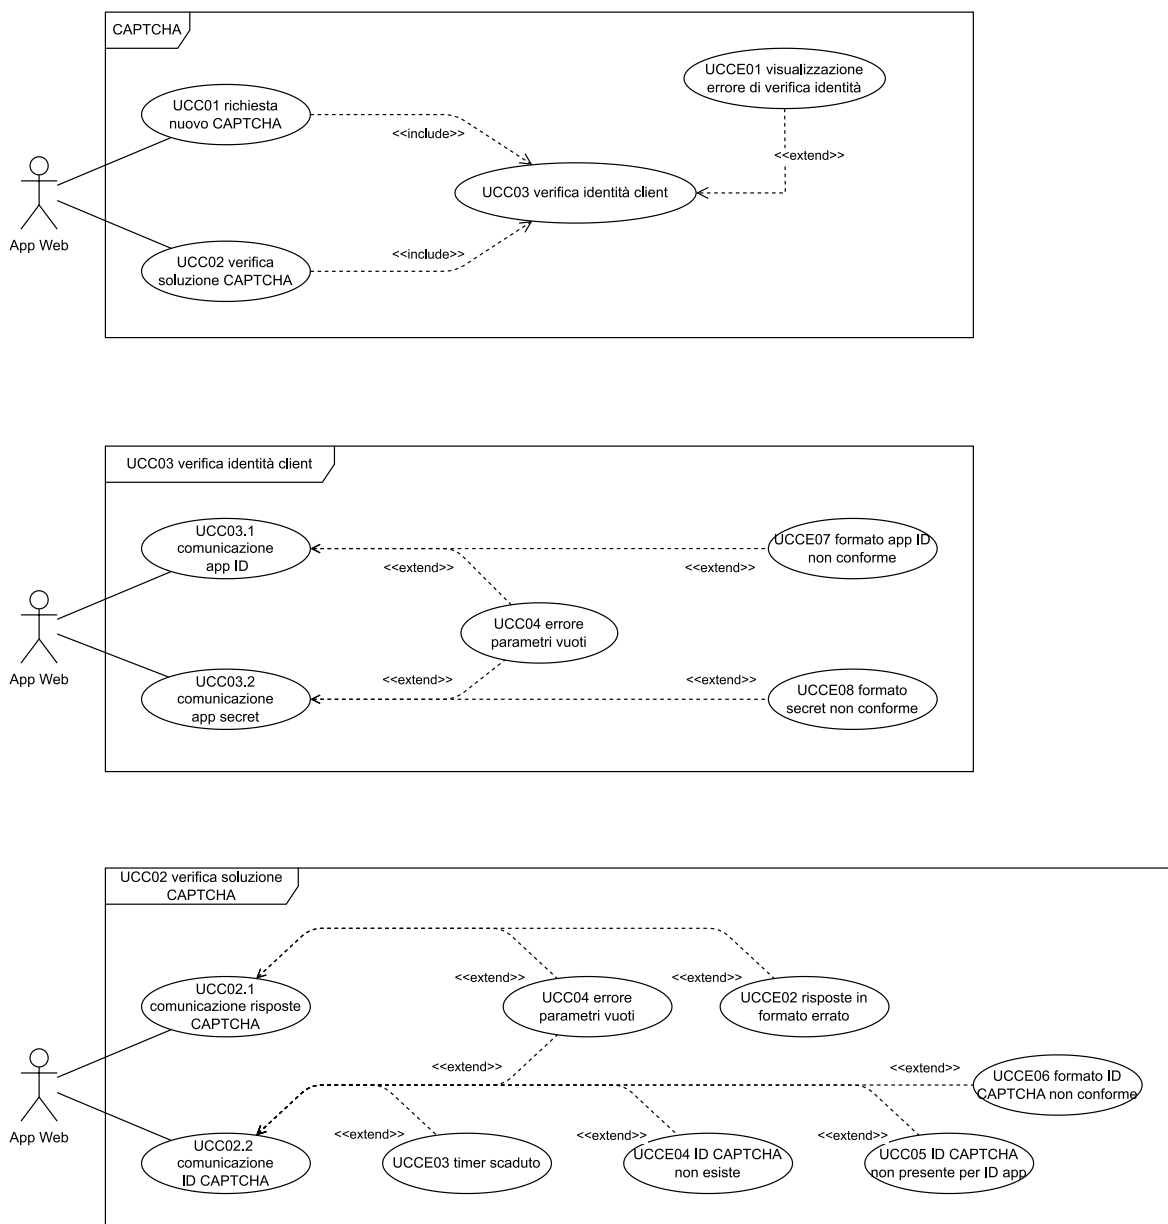 CAPTCHA
UCCE01 visualizzazione
errore di verifica identità
UCC01 richiesta
nuovo CAPTCHA
<<include>>
<<extend>>
UCC03 verifica identità client
App Web
UCC02 verifica
soluzione CAPTCHA
<<include>>
UCC03 verifica identità client
UCC03.1
comunicazione
app ID
UCCE07 formato app ID
non conforme
<<extend>>
<<extend>>
UCC04 errore
parametri vuoti
App Web
<<extend>>
<<extend>>
UCC03.2
comunicazione
app secret
UCCE08 formato
secret non conforme
UCC02 verifica soluzione
CAPTCHA
<<extend>>
<<extend>>
UCC02.1
comunicazione risposte
CAPTCHA
UCC04 errore
parametri vuoti
UCCE02 risposte in
formato errato
<<extend>>
<<extend>>
UCCE06 formato ID
CAPTCHA non conforme
App Web
<<extend>>
<<extend>>
<<extend>>
UCC02.2
comunicazione
ID CAPTCHA
UCCE03 timer scaduto
UCCE04 ID CAPTCHA
non esiste
UCC05 ID CAPTCHA
non presente per ID app